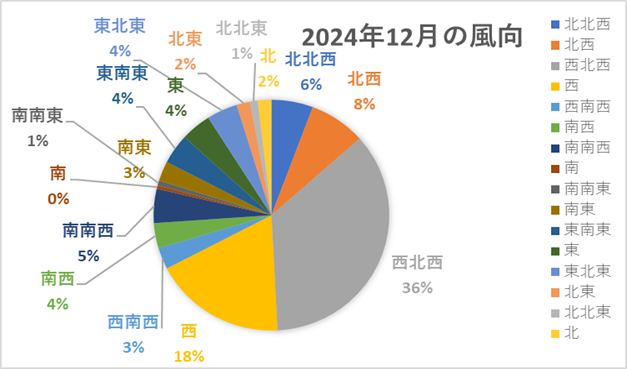 2024年12月の風向
北北西
6%
北西
8%
西北西
36%
西
18%
西南西
3%
南西
4%
南南西
5%
南
0%
南南東
1%
南東
3%
東南東
4%
東
4%
東北東
4%
北東
2%
北北東
1%
北
2%
北北西
北西
西北西
西
西南西
南西
南南西
南
南南東
南東
東南東
東
東北東
北東
北北東
北